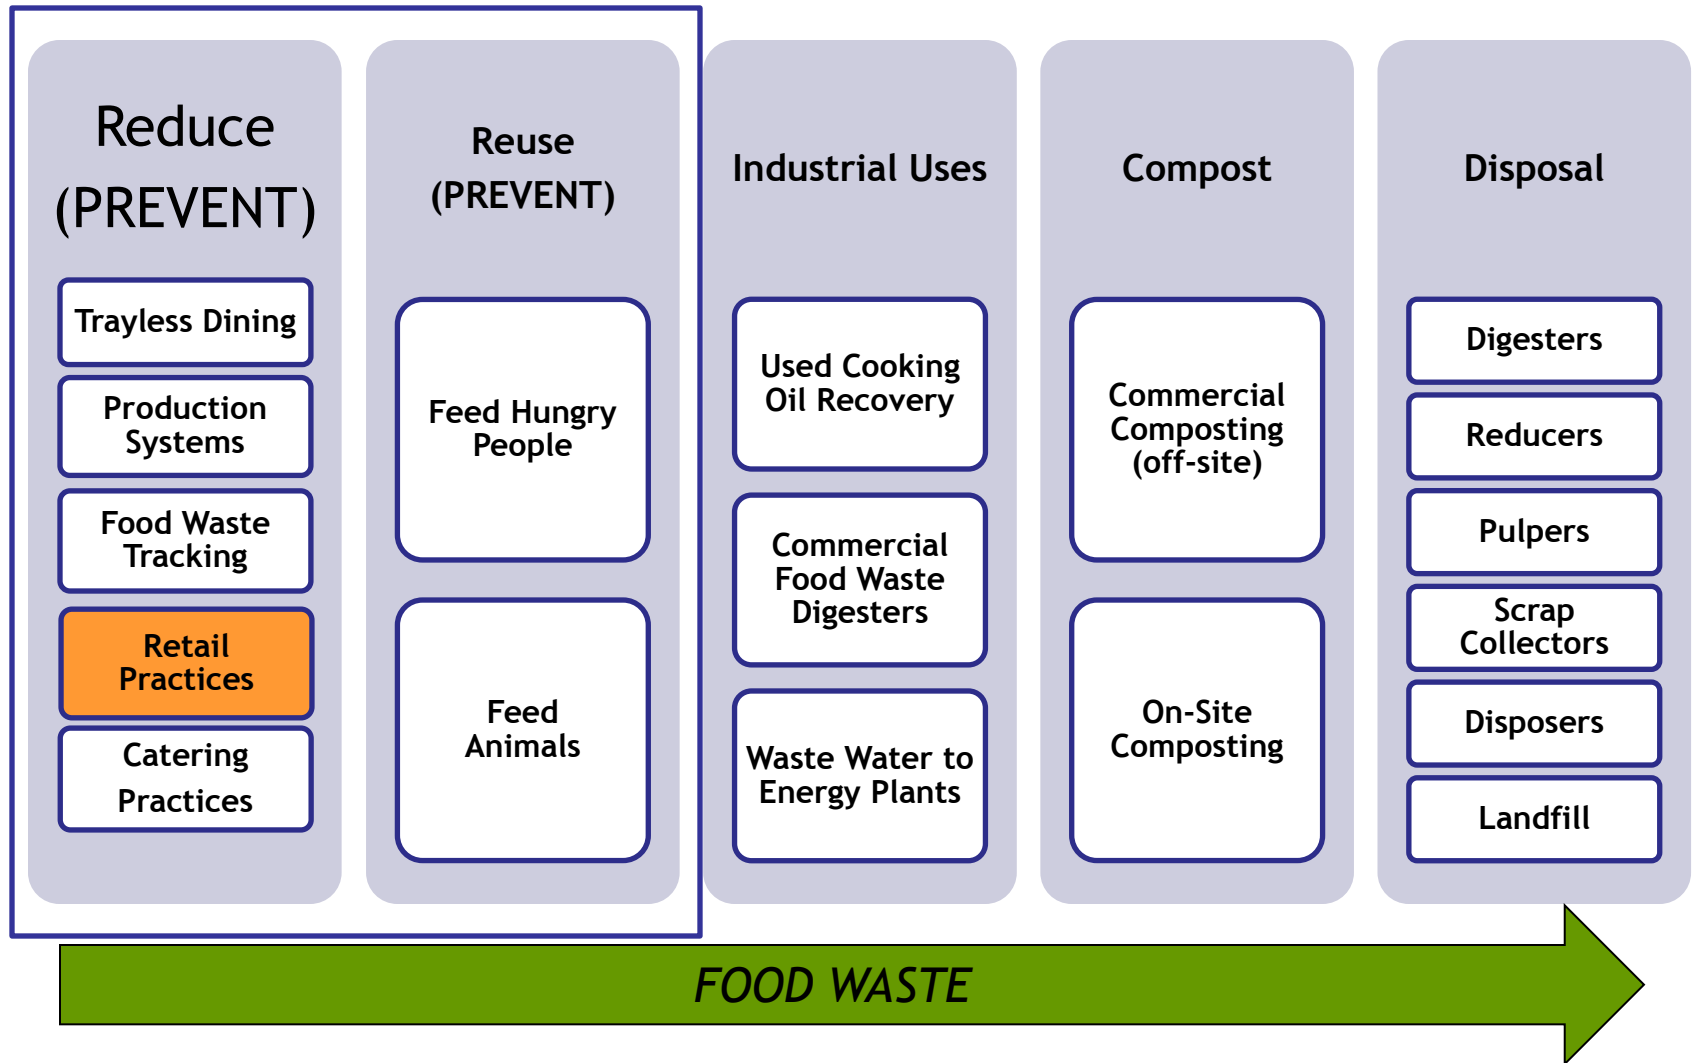 Reduce
(PREVENT)
Trayless Dining
Production
Systems
Food Waste
Tracking
Retail
Practices
Catering
Practices
Reuse
(PREVENT)
Feed Hungry
People
Feed
Animals
Industrial Uses
Used Cooking
Oil Recovery
Commercial
Food Waste
Digesters
Waste Water to
Energy Plants
Compost
Commercial
Composting
(off-site)
On-Site
Composting
Disposal
Digesters
Reducers
Pulpers
Scrap
Collectors
Disposers
Landfill
FOOD WASTE